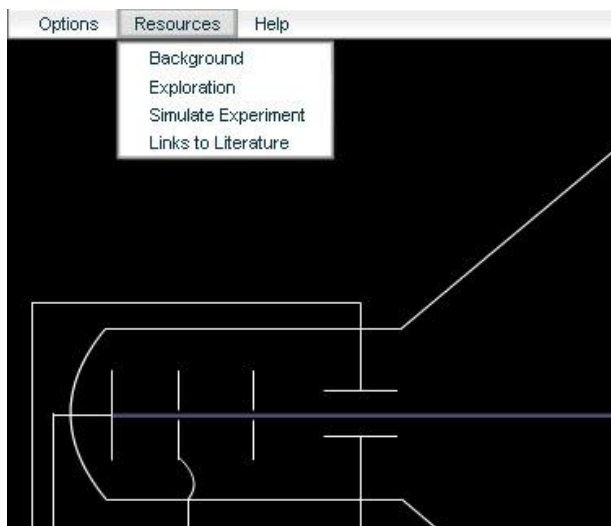 Options Resources Help
Background
Exploration
Simulate Experiment
Links to Literature